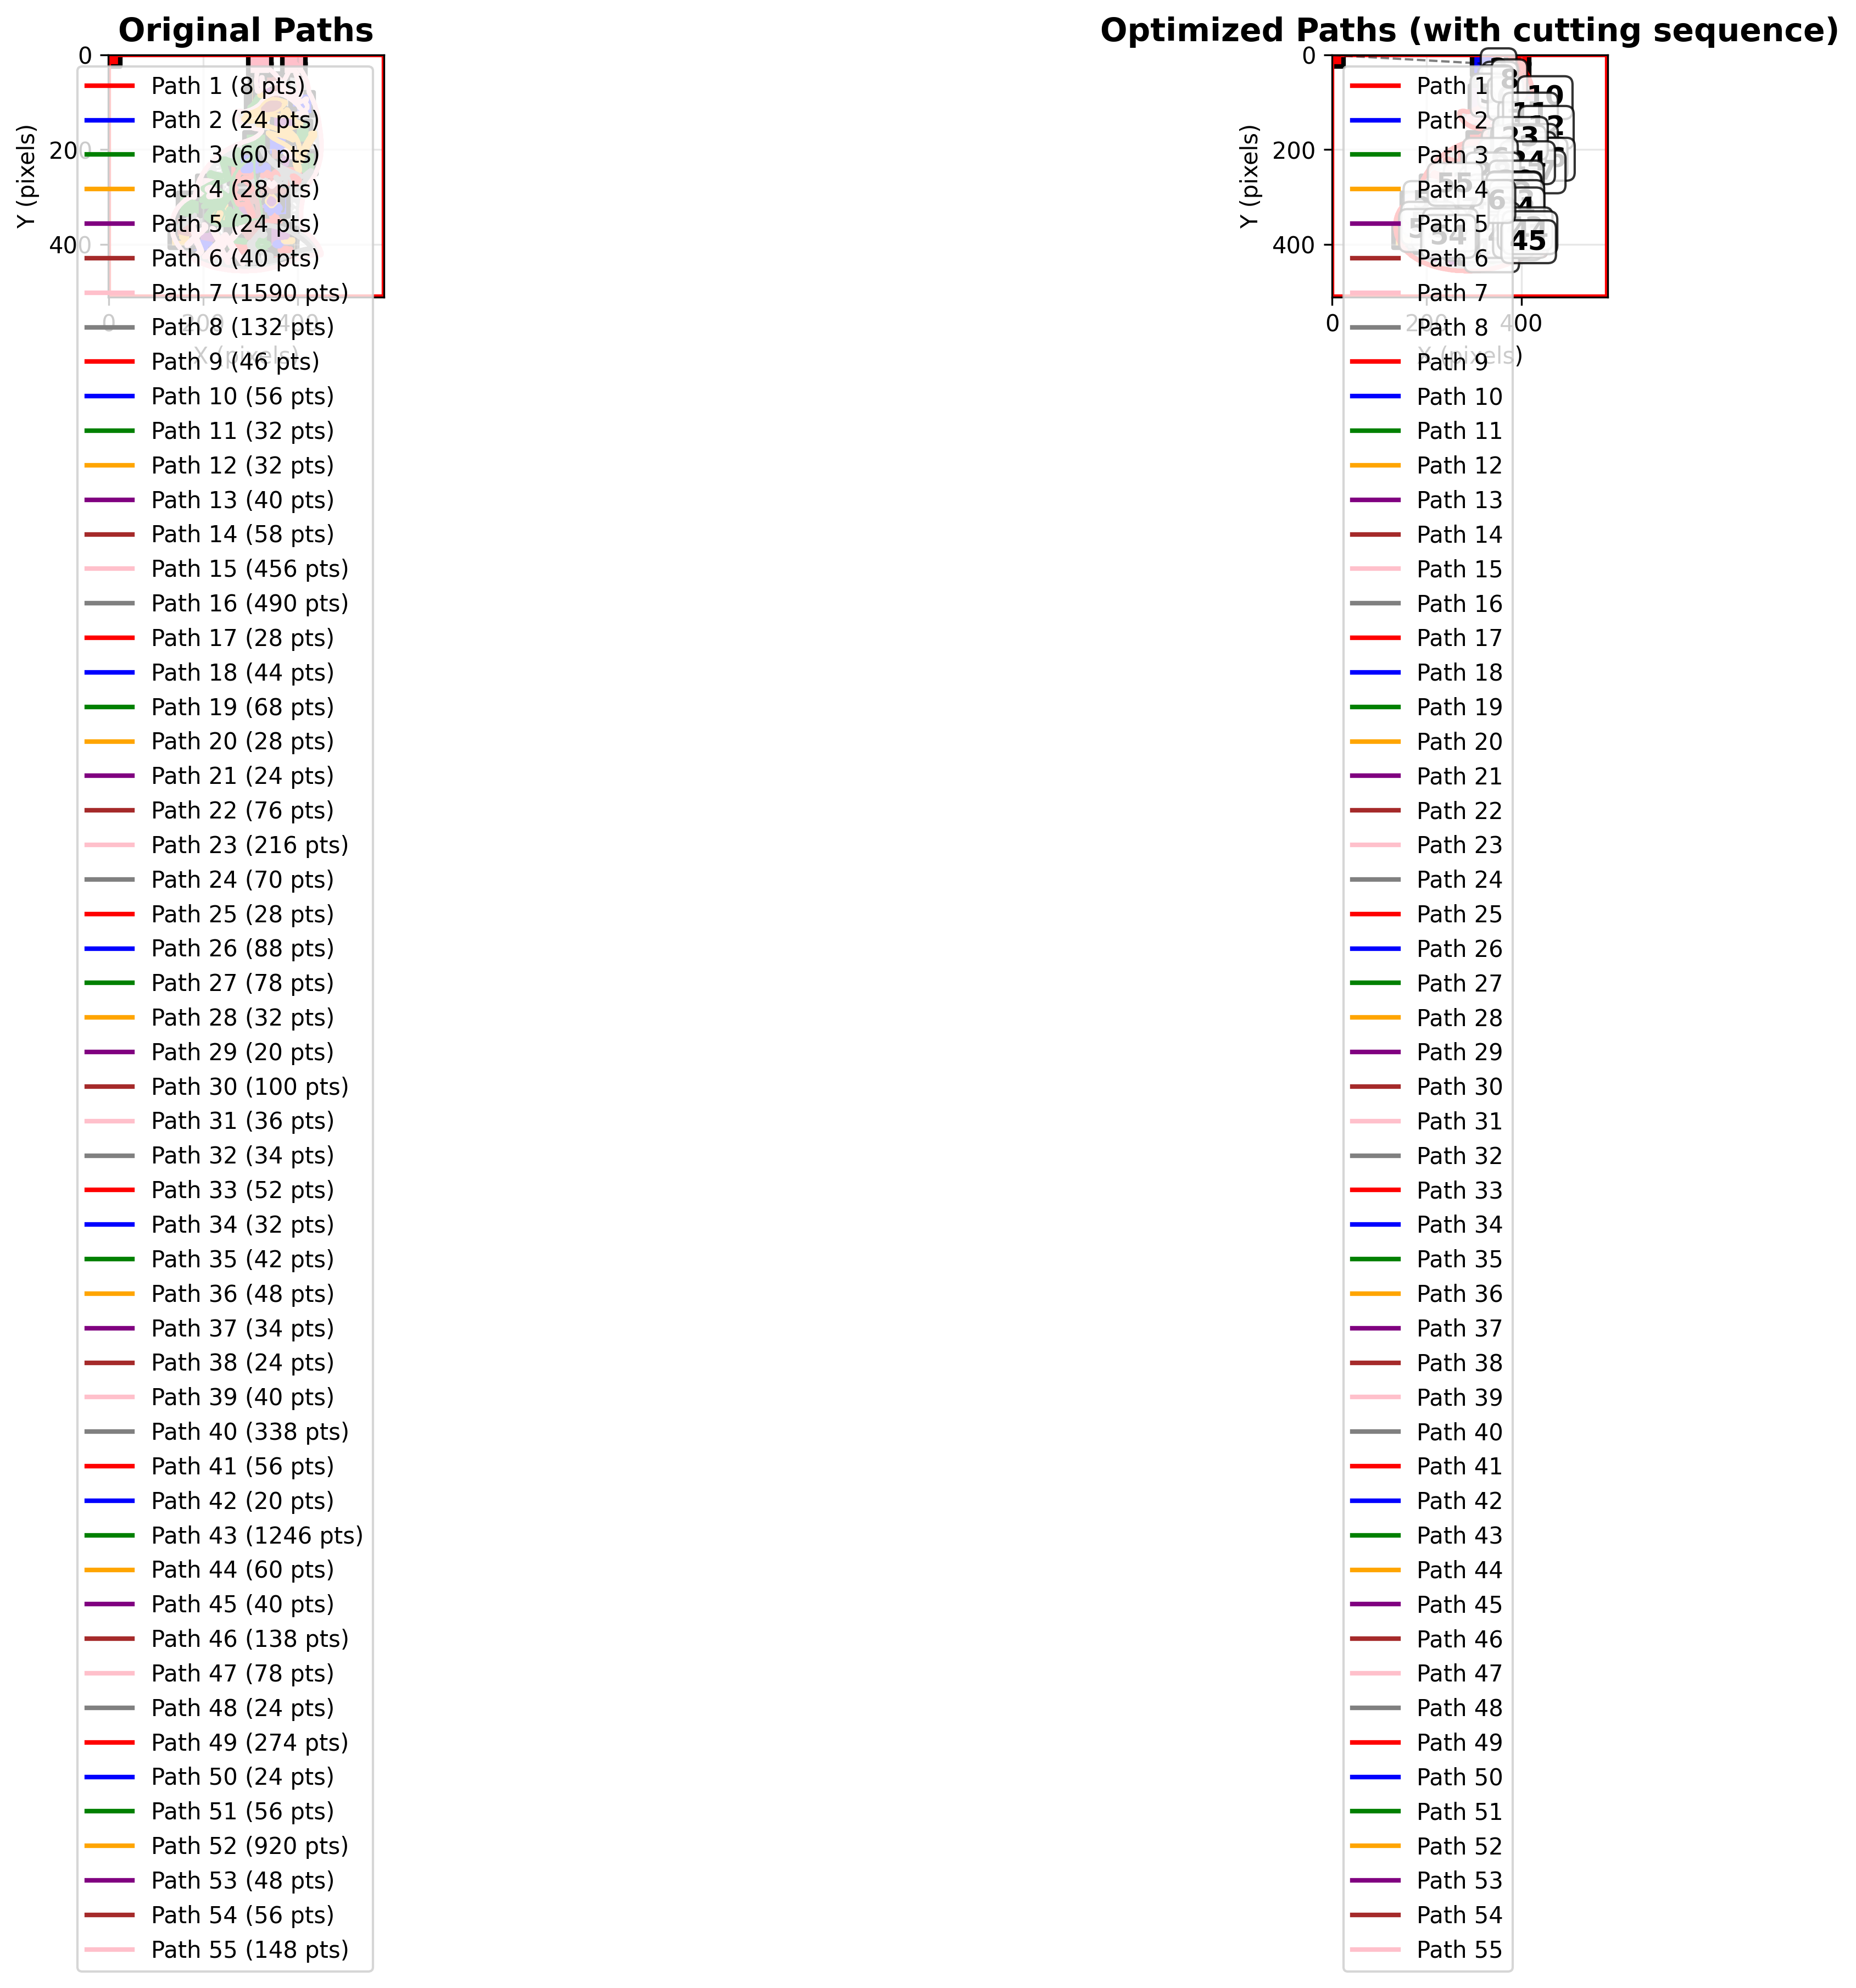 Original Paths
0
200
400
Y (pixels)
0
200
400
X (pixels)
Path 1 (8 pts)
Path 2 (24 pts)
Path 3 (60 pts)
Path 4 (28 pts)
Path 5 (24 pts)
Path 6 (40 pts)
Path 7 (1590 pts)
Path 8 (132 pts)
Path 9 (46 pts)
Path 10 (56 pts)
Path 11 (32 pts)
Path 12 (32 pts)
Path 13 (40 pts)
Path 14 (58 pts)
Path 15 (456 pts)
Path 16 (490 pts)
Path 17 (28 pts)
Path 18 (44 pts)
Path 19 (68 pts)
Path 20 (28 pts)
Path 21 (24 pts)
Path 22 (76 pts)
Path 23 (216 pts)
Path 24 (70 pts)
Path 25 (28 pts)
Path 26 (88 pts)
Path 27 (78 pts)
Path 28 (32 pts)
Path 29 (20 pts)
Path 30 (100 pts)
Path 31 (36 pts)
Path 32 (34 pts)
Path 33 (52 pts)
Path 34 (32 pts)
Path 35 (42 pts)
Path 36 (48 pts)
Path 37 (34 pts)
Path 38 (24 pts)
Path 39 (40 pts)
Path 40 (338 pts)
Path 41 (56 pts)
Path 42 (20 pts)
Path 43 (1246 pts)
Path 44 (60 pts)
Path 45 (40 pts)
Path 46 (138 pts)
Path 47 (78 pts)
Path 48 (24 pts)
Path 49 (274 pts)
Path 50 (24 pts)
Path 51 (56 pts)
Path 52 (920 pts)
Path 53 (48 pts)
Path 54 (56 pts)
Path 55 (148 pts)
Optimized Paths (with cutting sequence)
0
200
400
Y (pixels)
0
200
400
X (pixels)
8
10
23
55
54
45
Path 1
Path 2
Path 3
Path 4
Path 5
Path 6
Path 7
Path 8
Path 9
Path 10
Path 11
Path 12
Path 13
Path 14
Path 15
Path 16
Path 17
Path 18
Path 19
Path 20
Path 21
Path 22
Path 23
Path 24
Path 25
Path 26
Path 27
Path 28
Path 29
Path 30
Path 31
Path 32
Path 33
Path 34
Path 35
Path 36
Path 37
Path 38
Path 39
Path 40
Path 41
Path 42
Path 43
Path 44
Path 45
Path 46
Path 47
Path 48
Path 49
Path 50
Path 51
Path 52
Path 53
Path 54
Path 55